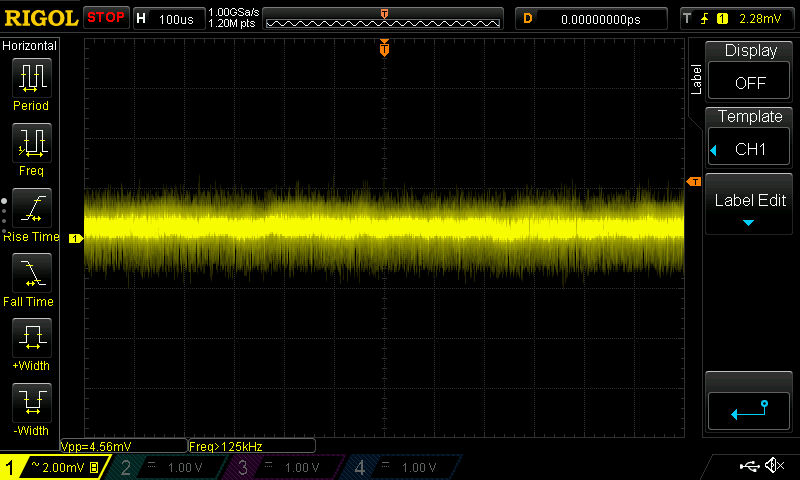 RIGOL STOP H 100us 1.00GSa/s D 0.00000000ps T 1 2.28mV
1.20M pts
T
Horizontal
Period
Freq
Rise Time
Fall Time
+Width
-Width
T
1
T
Label
Display
OFF
Template
CH1
Label Edit
Vpp=4.56mV Freq>125kHz
1 ~ 2.00mV B 2 1.00 V 3 1.00 V 4 1.00 V